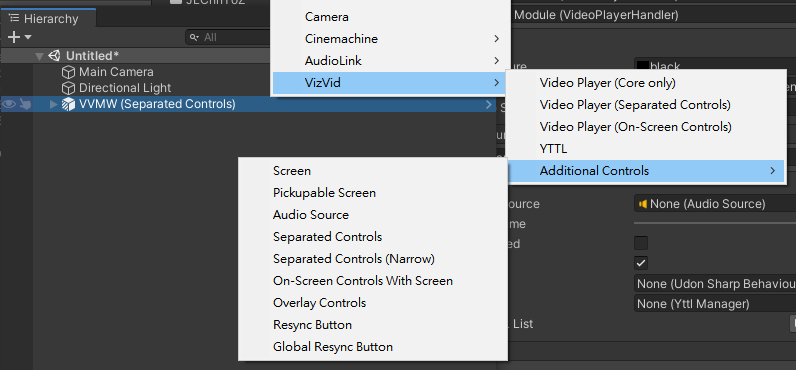 Hierarchy
All
Untitled*
Main Camera
Directional Light
VVMW (Separated Controls)
Camera
Cinemachine
AudioLink
VizVid
Module (VideoPlayerHandler)
black
Video Player (Core only)
Video Player (Separated Controls)
Video Player (On-Screen Controls)
YTTL
Additional Controls
Screen
Pickupable Screen
Audio Source
Separated Controls
Separated Controls (Narrow)
On-Screen Controls With Screen
Overlay Controls
Resync Button
Global Resync Button
None (Audio Source)
None (Udon Sharp Behaviou
None (Yttl Manager)
List